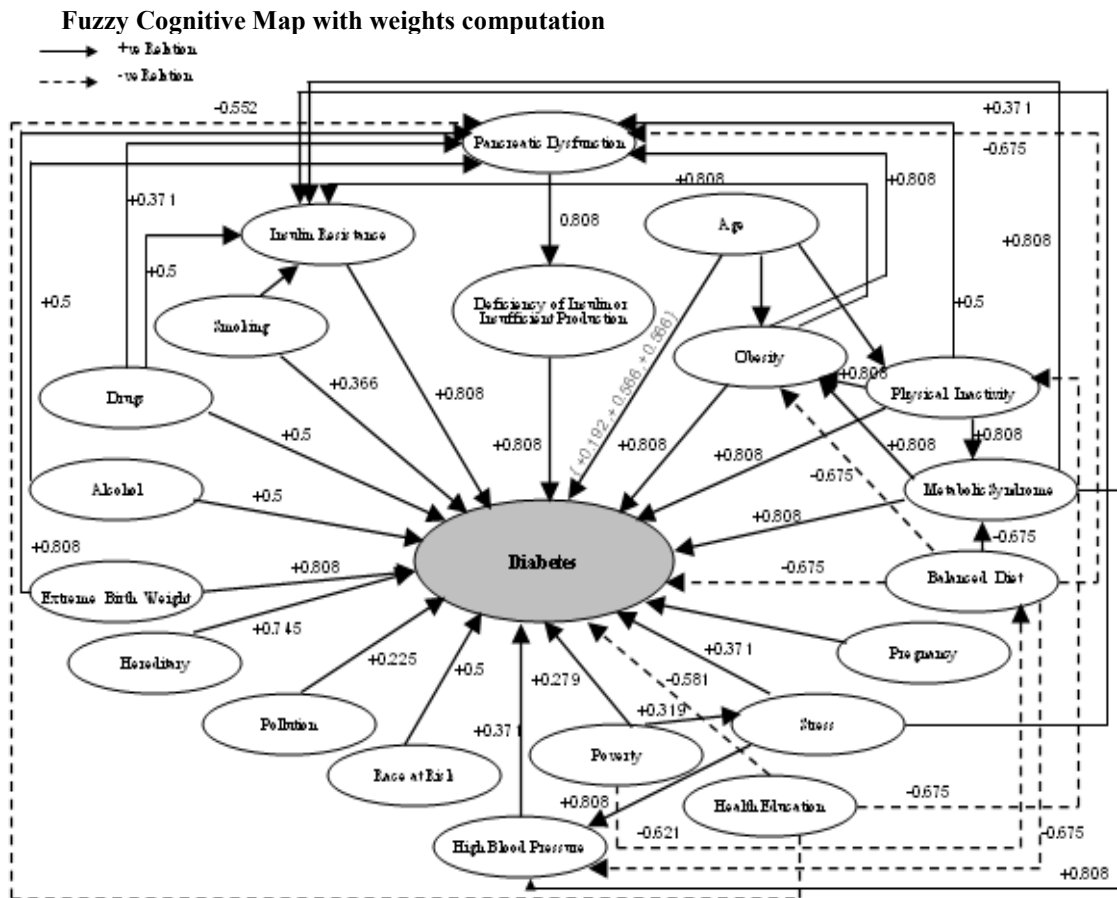 Fuzzy Cognitive Map with weights computation
+ve Relation
-ve Relation
-0.552
+0.371
Pancreatic Dysfunction
-0.675
+0.808
+0.808
+0.371
0.808
Age
Insulin Resistance
+0.808
+0.5
+0.5
Deficiency of Insulin or
Insufficient Production
+0.5
Smoking
{ +0.192, +0.566, +0.566}
Obesity
+0.808
Physical Inactivity
+0.366
+0.808
Drugs
+0.5
+0.808
+0.808
+0.808
+0.808
+0.808
-0.675
Alcohol
+0.5
Metabolic Syndrome
+0.808
+0.808
-0.675
Diabetes
+0.808
-0.675
Balanced Diet
Extreme Birth Weight
+0.745
Hereditary
Pregnancy
+0.225
+0.5
+0.279
-0.581
+0.371
Pollution
+0.319
Stress
+0.371
Poverty
Race at Risk
+0.808
Health Education
-0.675
-0.621
-0.675
High Blood Pressure
+0.808